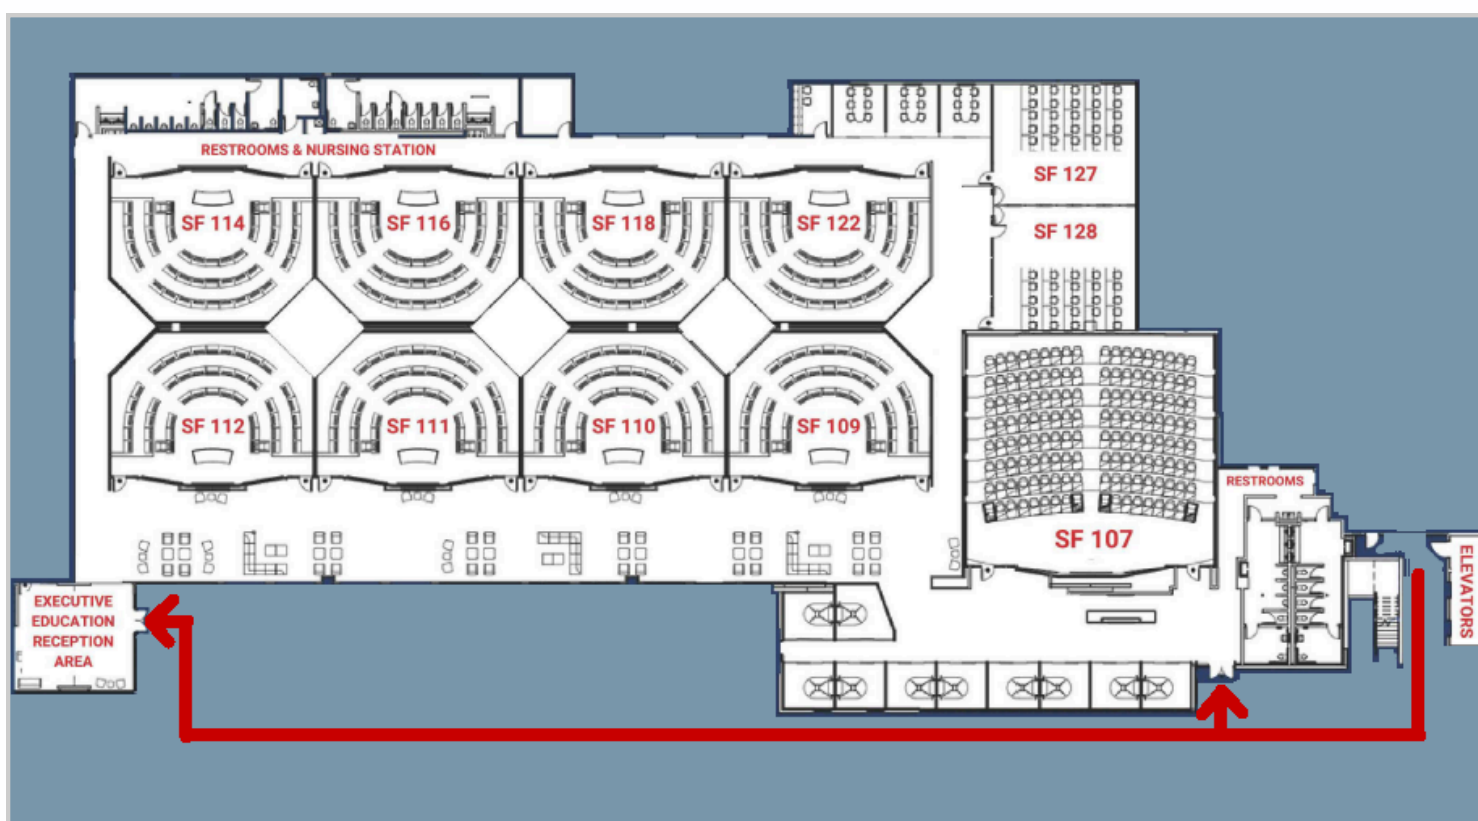 RESTROOMS & NURSING STATION
SF 127
SF 114
SF 116
SF 118
SF 122
SF 128
SF 112
SF 111
SF 110
SF 109
RESTROOMS
SF 107
ELEVATORS
EXECUTIVE
EDUCATION
RECEPTION
AREA